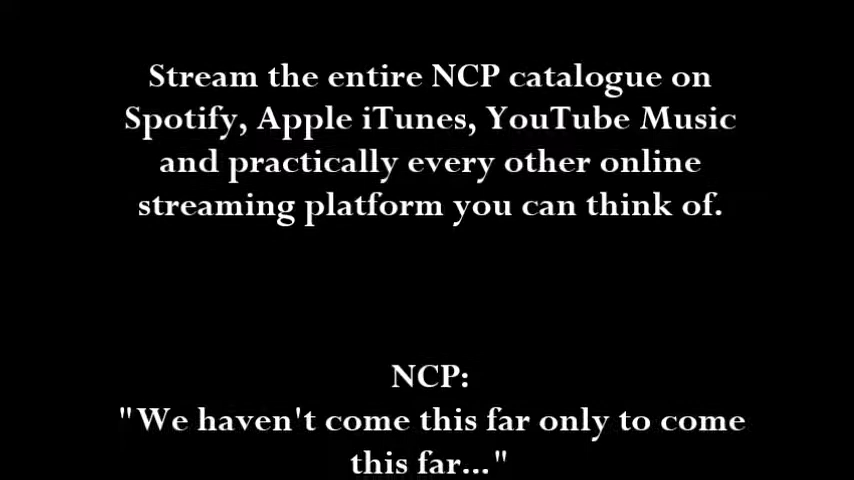 Stream the entire NCP catalogue on
Spotify, Apple iTunes, YouTube Music
and practically every other online
streaming platform you can think of.
NCP:
"We haven't come this far only to come
this far..."